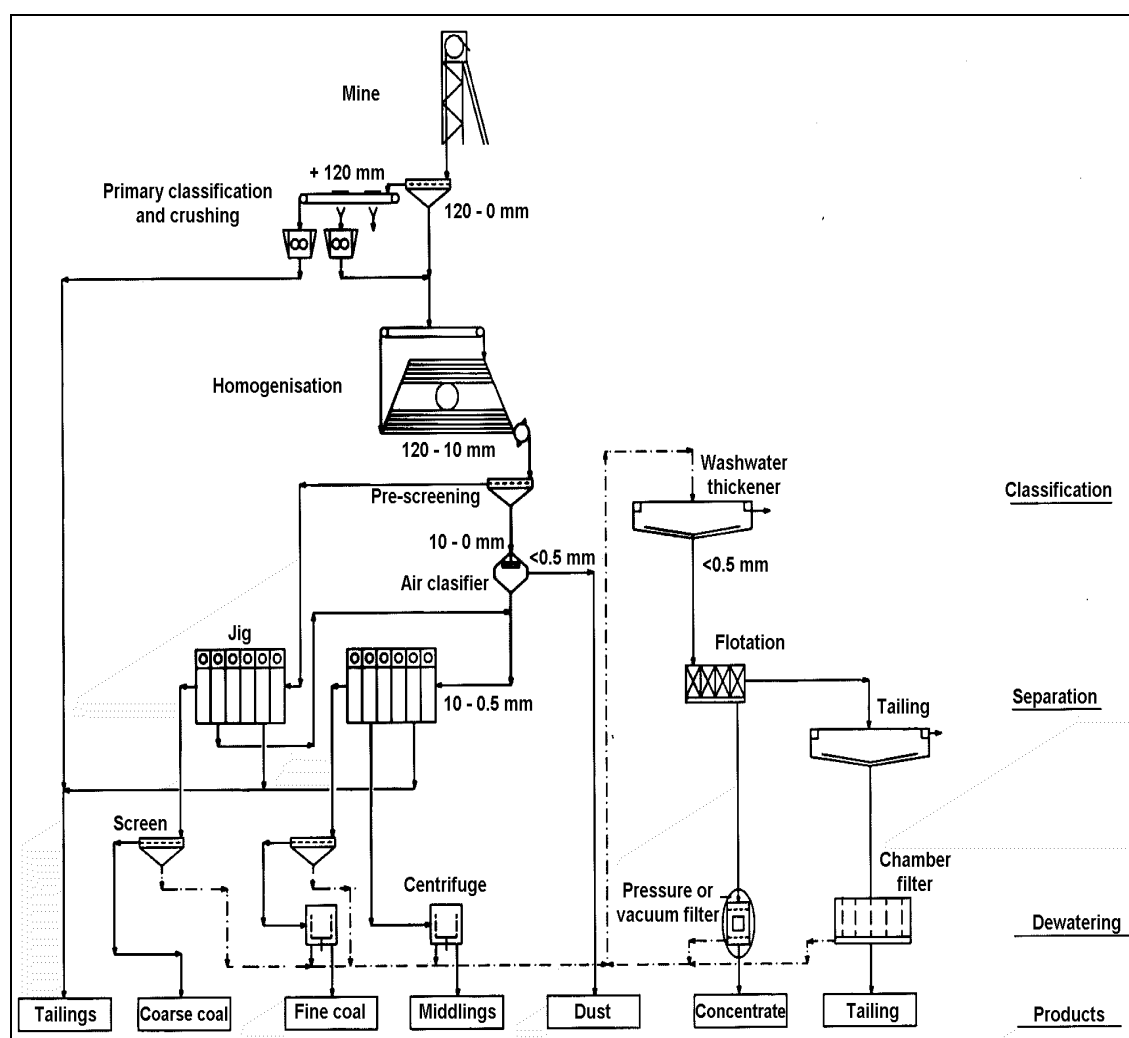 Mine
+ 120 mm
Primary classification
and crushing
120 - 0 mm
Homogenisation
120 - 10 mm
Washwater
thickener
Pre-screening
Classification
10 - 0 mm
<0.5 mm
<0.5 mm
Air clasifier
Jig
Flotation
10 - 0.5 mm
Separation
Tailing
Screen
Centrifuge
Chamber
filter
Pressure or
vacuum filter
Dewatering
Tailings
Coarse coal
Fine coal
Middlings
Dust
Concentrate
Tailing
Products